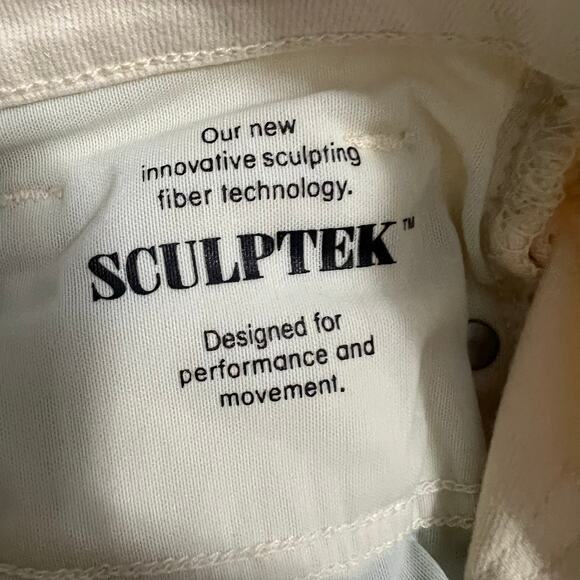 Our new
innovative sculpting
fiber technology.
SCULPTEK™
Designed for
performance and
movement.